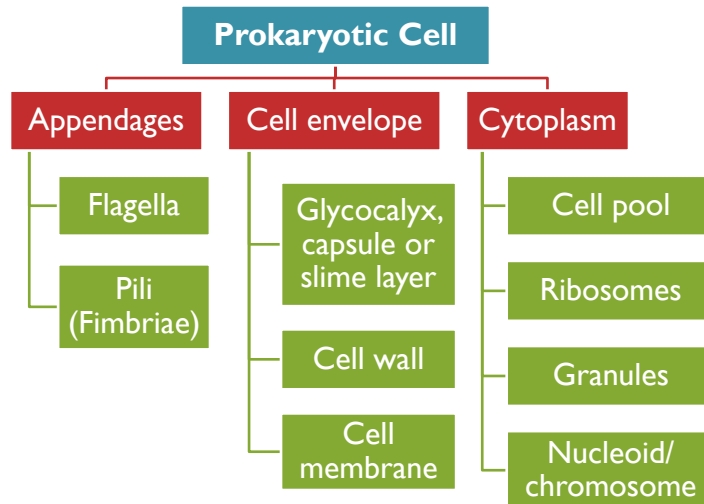 Prokaryotic Cell
Appendages
Flagella
Pili
(Fimbriae)
Cell envelope
Glycocalyx,
capsule or
slime layer
Cell wall
Cell
membrane
Cytoplasm
Cell pool
Ribosomes
Granules
Nucleoid/
chromosome